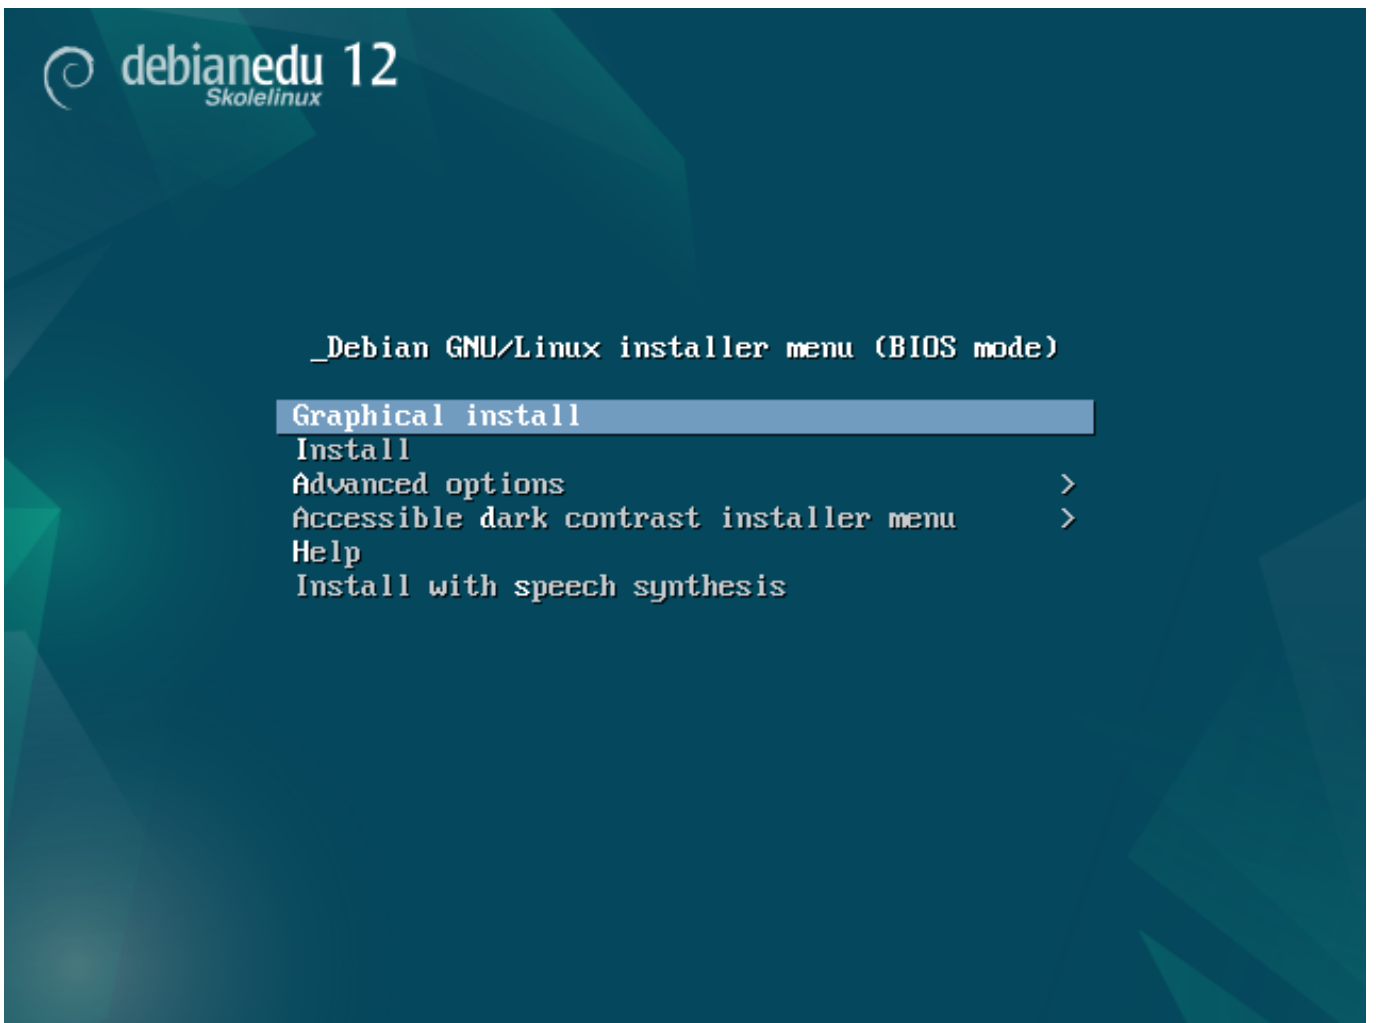 debianedu 12
Skolelinux
_Debian GNU/Linux installer menu (BIOS mode)
Graphical install
Install
Advanced options >
Accessible dark contrast installer menu >
Help
Install with speech synthesis